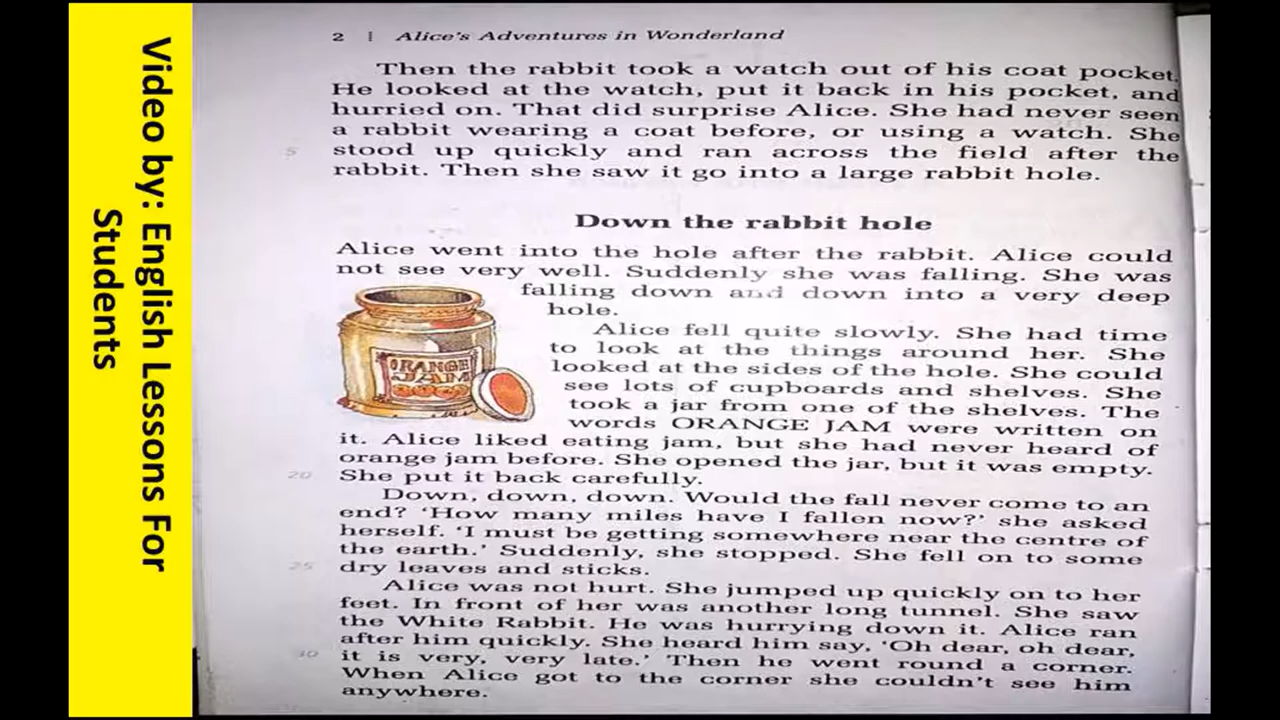 Video by: English Lessons For
Students
2 | Alice's Adventures in Wonderland
Then the rabbit took a watch out of his coat pocket.
He looked at the watch, put it back in his pocket, and
hurried on. That did surprise Alice. She had never seen
a rabbit wearing a coat before, or using a watch. She
5 stood up quickly and ran across the field after the
rabbit. Then she saw it go into a large rabbit hole.
Down the rabbit hole
Alice went into the hole after the rabbit. Alice could
not see very well. Suddenly she was falling. She was
falling down and down into a very deep
hole.
Alice fell quite slowly. She had time
to look at the things around her. She
looked at the sides of the hole. She could
see lots of cupboards and shelves. She
took a jar from one of the shelves. The
words ORANGE JAM were written on
ORANGE
JAM
it. Alice liked eating jam, but she had never heard of
orange jam before. She opened the jar, but it was empty.
20 She put it back carefully.
Down, down, down. Would the fall never come to an
end? 'How many miles have I fallen now?' she asked
herself. 'I must be getting somewhere near the centre of
the earth.' Suddenly, she stopped. She fell on to some
25 dry leaves and sticks.
Alice was not hurt. She jumped up quickly on to her
feet. In front of her was another long tunnel. She saw
the White Rabbit. He was hurrying down it. Alice ran
after him quickly. She heard him say, 'Oh dear, oh dear,
30 it is very, very late.' Then he went round a corner.
When Alice got to the corner she couldn't see him
anywhere.